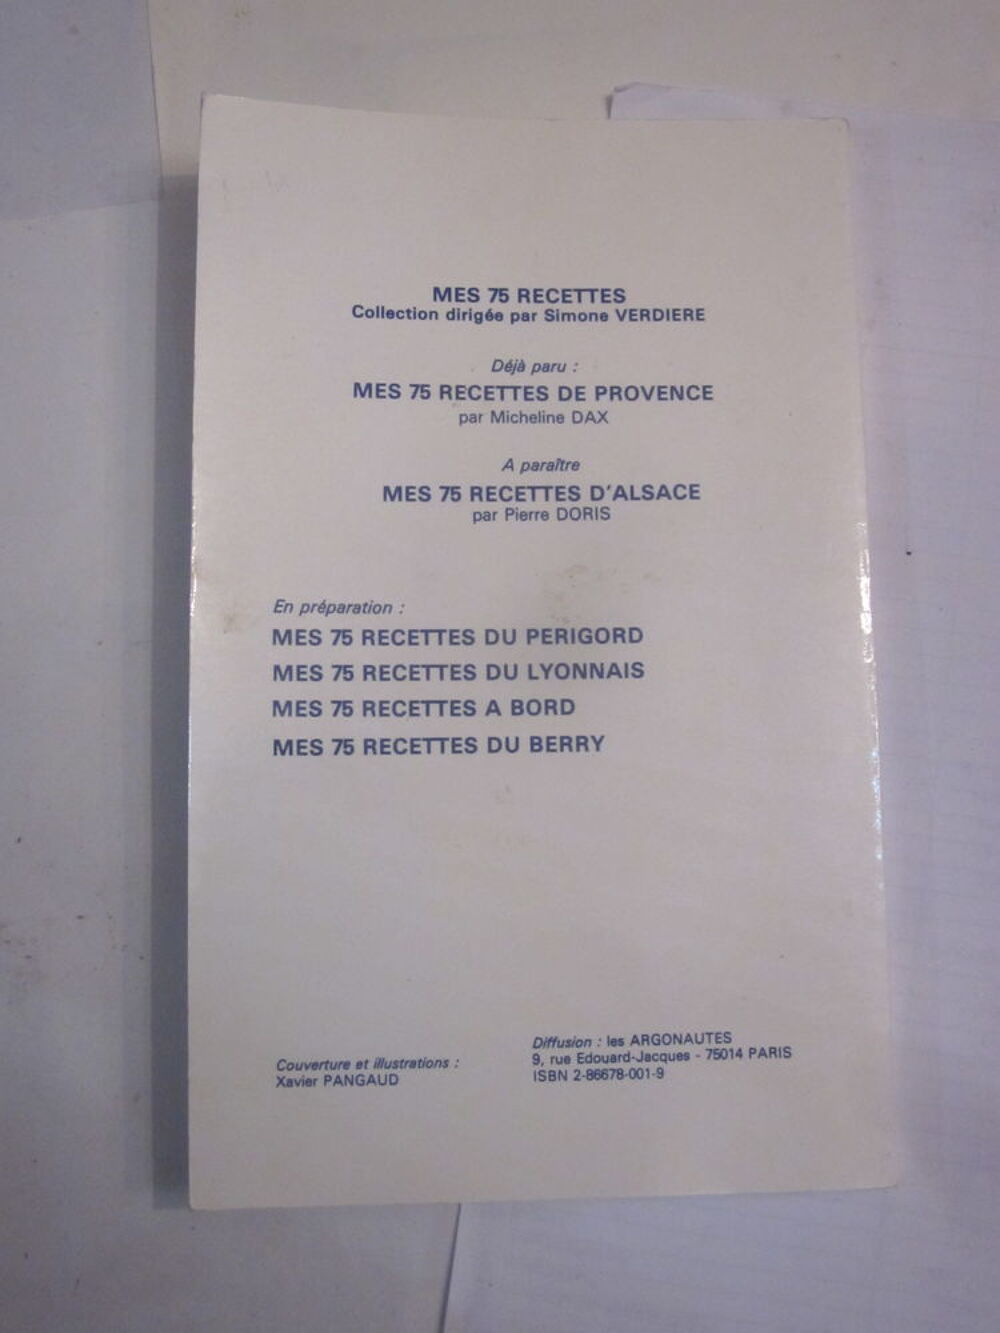 MES 75 RECETTES
Collection dirigée par Simone VERDIERE
Déjà paru :
MES 75 RECETTES DE PROVENCE
par Micheline DAX
A paraître
MES 75 RECETTES D'ALSACE
par Pierre DORIS
En préparation :
MES 75 RECETTES DU PERIGORD
MES 75 RECETTES DU LYONNAIS
MES 75 RECETTES A BORD
MES 75 RECETTES DU BERRY
Couverture et illustrations :
Xavier PANGAUD
Diffusion : les ARGONAUTES
9, rue Edouard-Jacques - 75014 PARIS
ISBN 2-86678-001-9